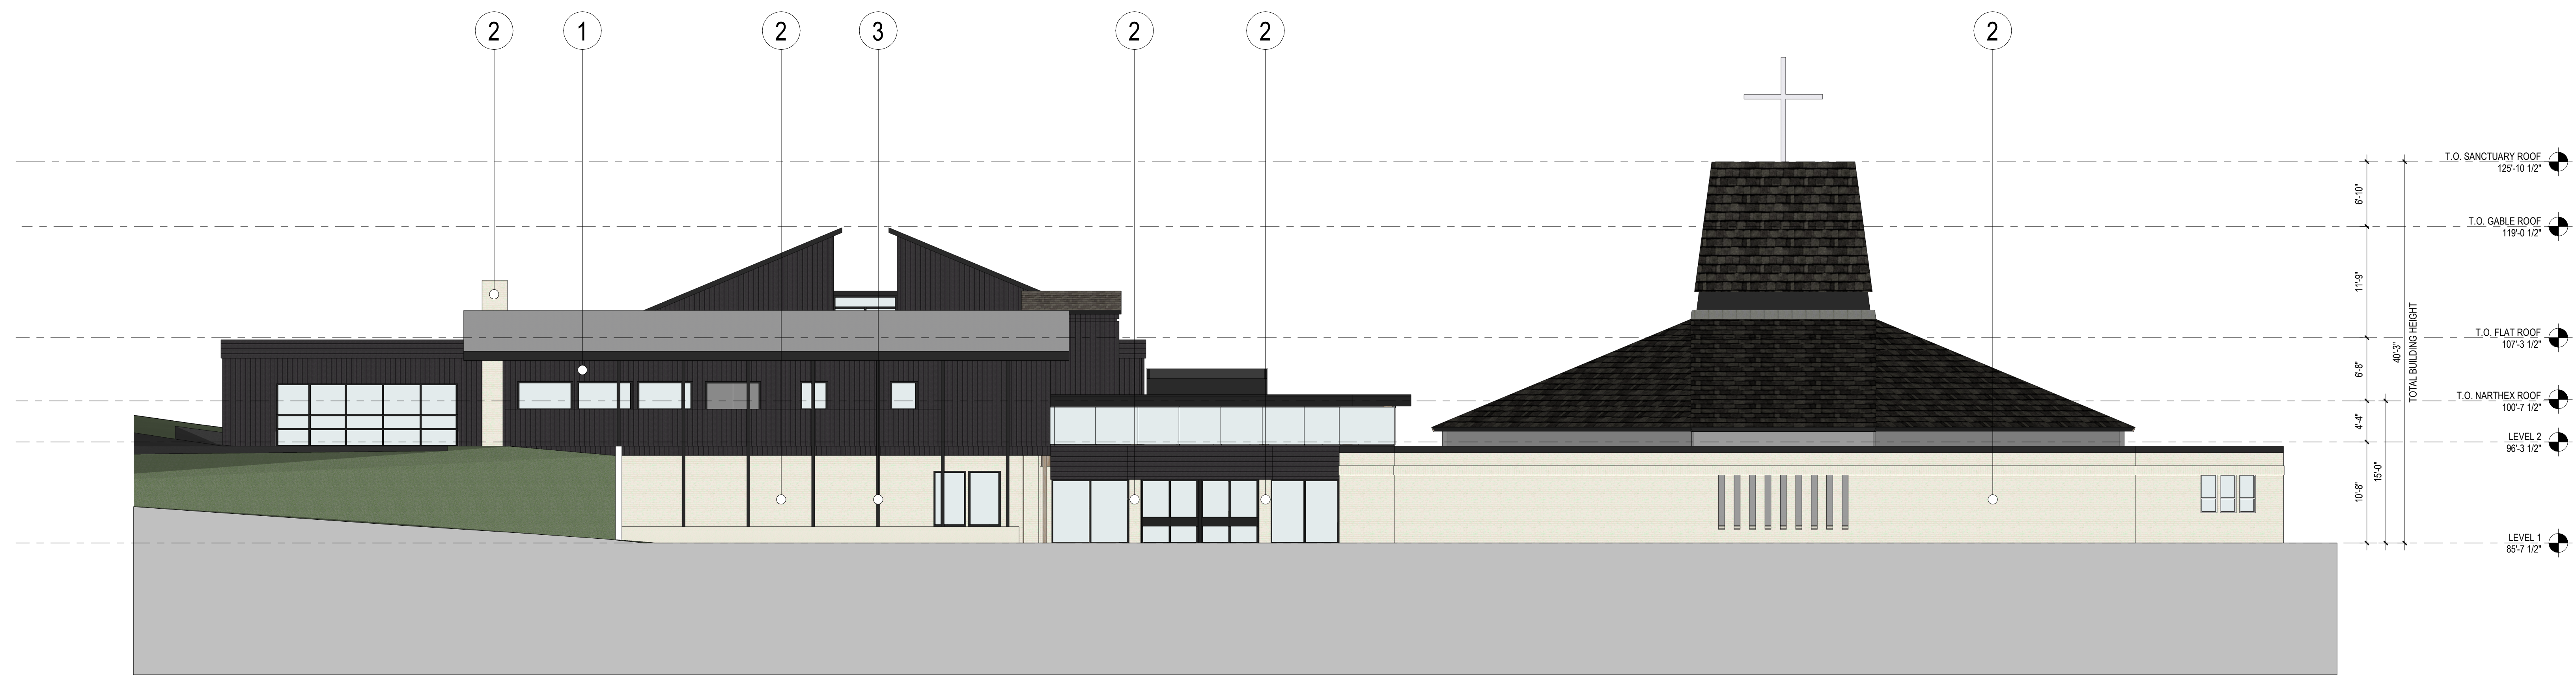 2
1
2
3
2
2
2
T.O. SANCTUARY ROOF
125'-10 1/2"
6'-10"
T.O. GABLE ROOF
119'-0 1/2"
11'-9"
T.O. FLAT ROOF
107'-3 1/2"
6'-8"
40'-3"
TOTAL BUILDING HEIGHT
T.O. NARTHEX ROOF
100'-7 1/2"
4'-4"
LEVEL 2
96'-3 1/2"
15'-0"
10'-8"
LEVEL 1
85'-7 1/2"